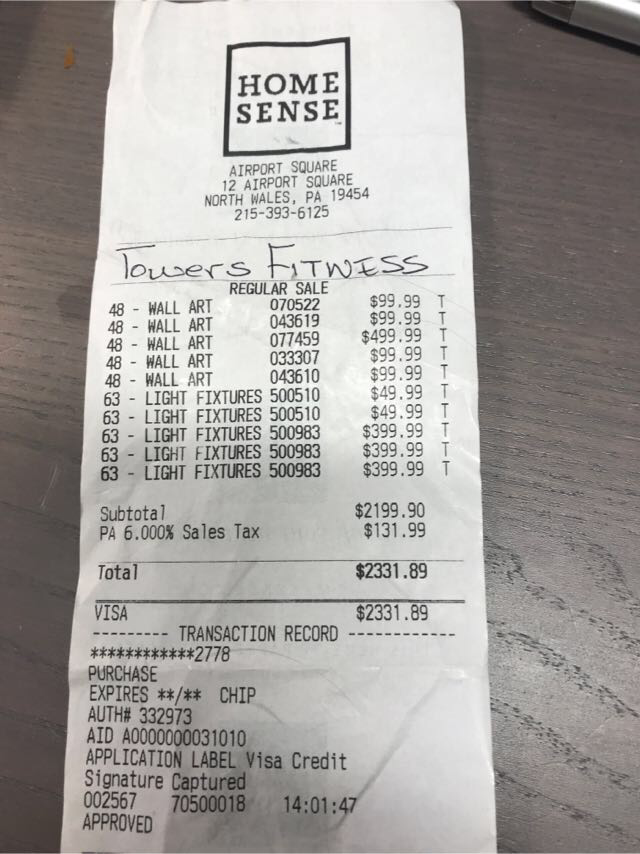 HOME
SENSE
AIRPORT SQUARE
12 AIRPORT SQUARE
NORTH WALES, PA 19454
215-393-6125
Towers FITNESS
REGULAR SALE
48 - WALL ART 070522 $99.99 T
48 - WALL ART 043619 $99.99 T
48 - WALL ART 077459 $499.99 T
48 - WALL ART 033307 $99.99 T
48 - WALL ART 043610 $99.99 T
63 - LIGHT FIXTURES 500510 $49.99 T
63 - LIGHT FIXTURES 500510 $49.99 T
63 - LIGHT FIXTURES 500983 $399.99 T
63 - LIGHT FIXTURES 500983 $399.99 T
63 - LIGHT FIXTURES 500983 $399.99 T
Subtotal $2199.90
PA 6.000% Sales Tax $131.99
Total $2331.89
VISA $2331.89
--------- TRANSACTION RECORD ------------
************2778
PURCHASE
EXPIRES **/** CHIP
AUTH# 332973
AID A0000000031010
APPLICATION LABEL Visa Credit
Signature Captured
002567 70500018 14:01:47
APPROVED